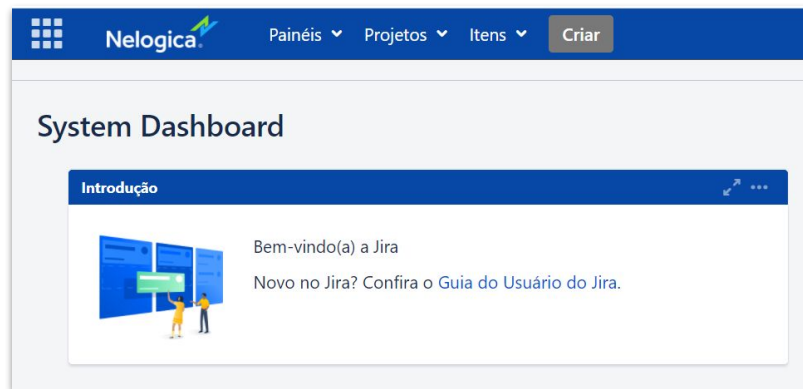 Nelogica.
Painéis Projetos Itens Criar
System Dashboard
Introdução
Bem-vindo(a) a Jira
Novo no Jira? Confira o Guia do Usuário do Jira.